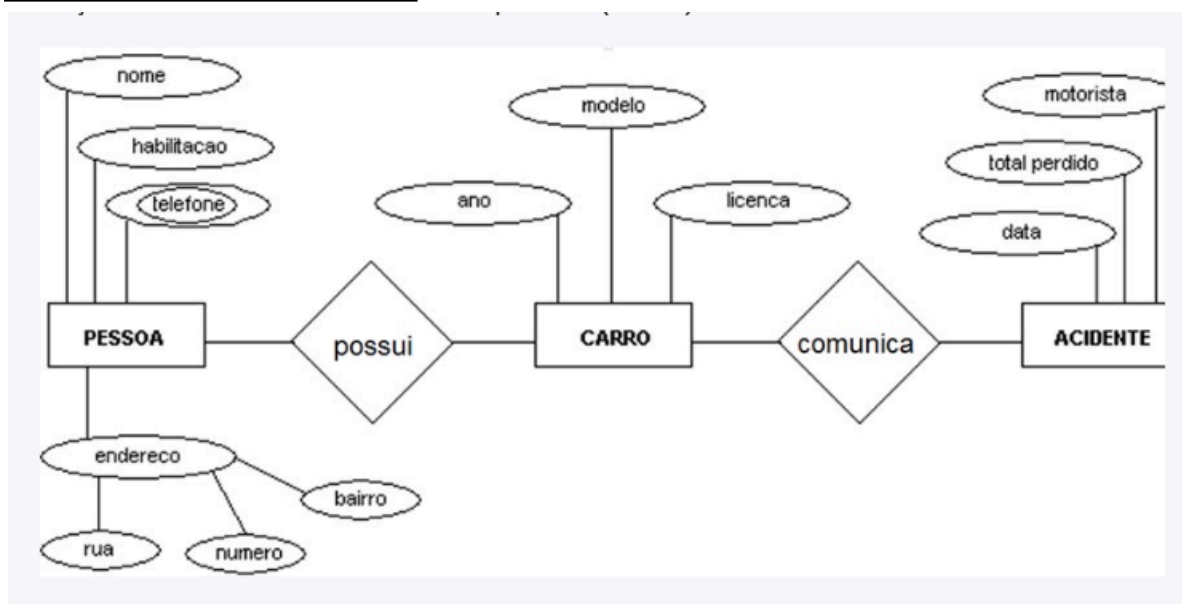 nome
modelo
motorista
habilitacao
total perdido
telefone
ano
licenca
data
PESSOA
possui
CARRO
comunica
ACIDENTE
endereco
bairro
rua
numero